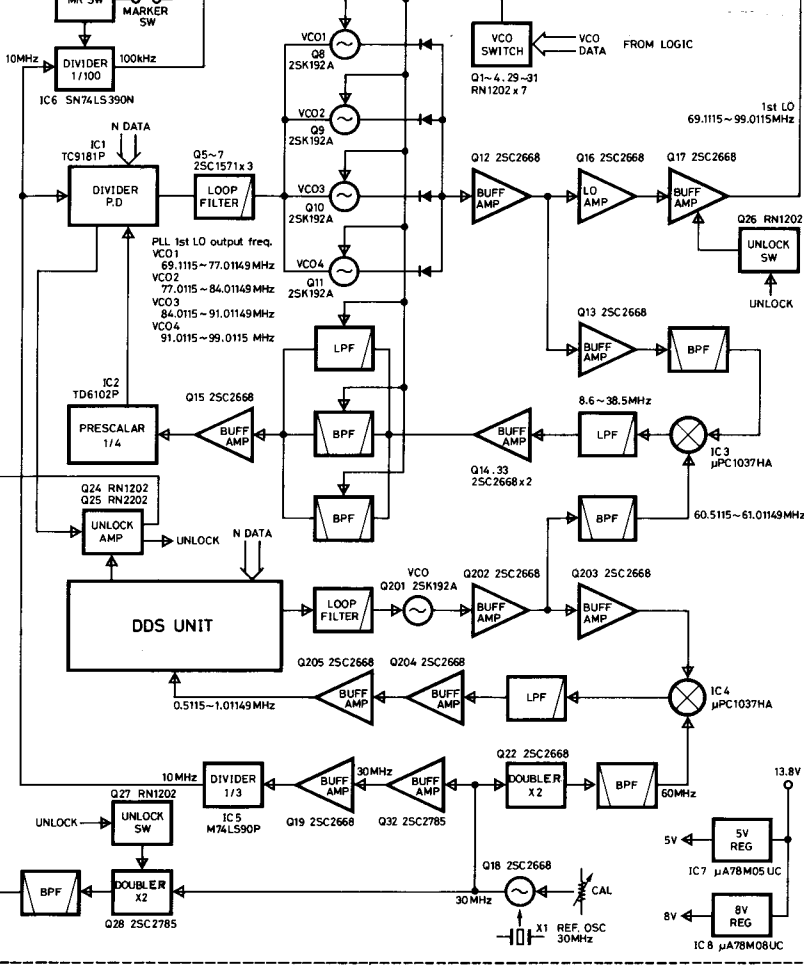 MR SW
MARKER
SW
10MHz
DIVIDER
1/100
100kHz
IC6 SN74LS390N
VCO1
Q8
2SK192A
VCO2
Q9
2SK192A
VCO3
Q10
2SK192A
VCO4
Q11
2SK192A
VCO
SWITCH
VCO
DATA
FROM LOGIC
Q1~4.29~31
RN1202x7
1st LO
69.1115~99.0115MHz
N DATA
IC1
TC9181P
DIVIDER
P.D
Q5~7
2SC1571x3
LOOP
FILTER
Q12 2SC2668
BUFF
AMP
Q16 2SC2668
LO
AMP
Q17 2SC2668
BUFF
AMP
Q26 RN1202
UNLOCK
SW
UNLOCK
PLL 1st LO output freq.
VCO1
69.1115~77.01149MHz
VCO2
77.0115~84.01149MHz
VCO3
84.0115~91.01149MHz
VCO4
91.0115~99.0115 MHz
LPF
BPF
BPF
Q13 2SC2668
BUFF
AMP
BPF
IC2
TD6102P
PRESCALAR
1/4
Q15 2SC2668
BUFF
AMP
BUFF
AMP
Q14.33
2SC2668x2
8.6~38.5MHz
LPF
IC3
µPC1037HA
BPF
60.5115~61.01149MHz
Q24 RN1202
Q25 RN2202
UNLOCK
AMP
UNLOCK
N DATA
DDS UNIT
LOOP
FILTER
VCO
Q201 2SK192A
Q202 2SC2668
BUFF
AMP
Q203 2SC2668
BUFF
AMP
0.5115~1.01149MHz
Q205 2SC2668
BUFF
AMP
Q204 2SC2668
BUFF
AMP
LPF
IC4
µPC1037HA
10MHz
DIVIDER
1/3
IC5
M74LS90P
BUFF
AMP
Q19 2SC2668
30MHz
BUFF
AMP
Q32 2SC2785
Q22 2SC2668
DOUBLER
X2
BPF
60MHz
13.8V
Q27 RN1202
UNLOCK
UNLOCK
SW
5V
5V
REG
IC7 µA78M05UC
BPF
DOUBLER
X2
Q28 2SC2785
Q18 2SC2668
30MHz
CAL
X1 REF. OSC
30MHz
8V
8V
REG
IC8 µA78M08UC